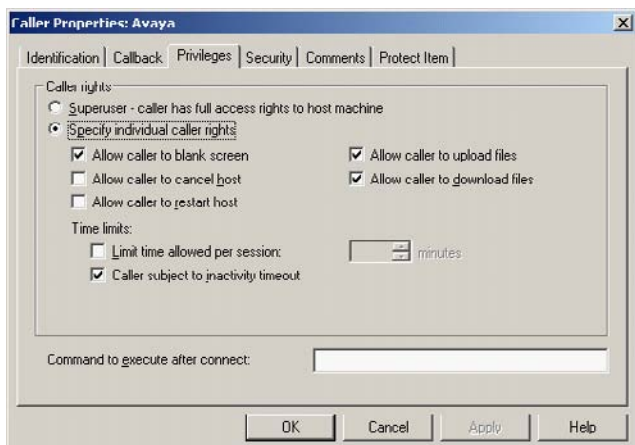 Caller Properties: Avaya
Identification Callback Privileges Security Comments Protect Item
Caller rights
Superuser - caller has full access rights to host machine
Specify individual caller rights
Allow caller to blank screen Allow caller to upload files
Allow caller to cancel host Allow caller to download files
Allow caller to restart host
Time limits:
Limit time allowed per session: minutes
Caller subject to inactivity timeout
Command to execute after connect:
OK Cancel Apply Help